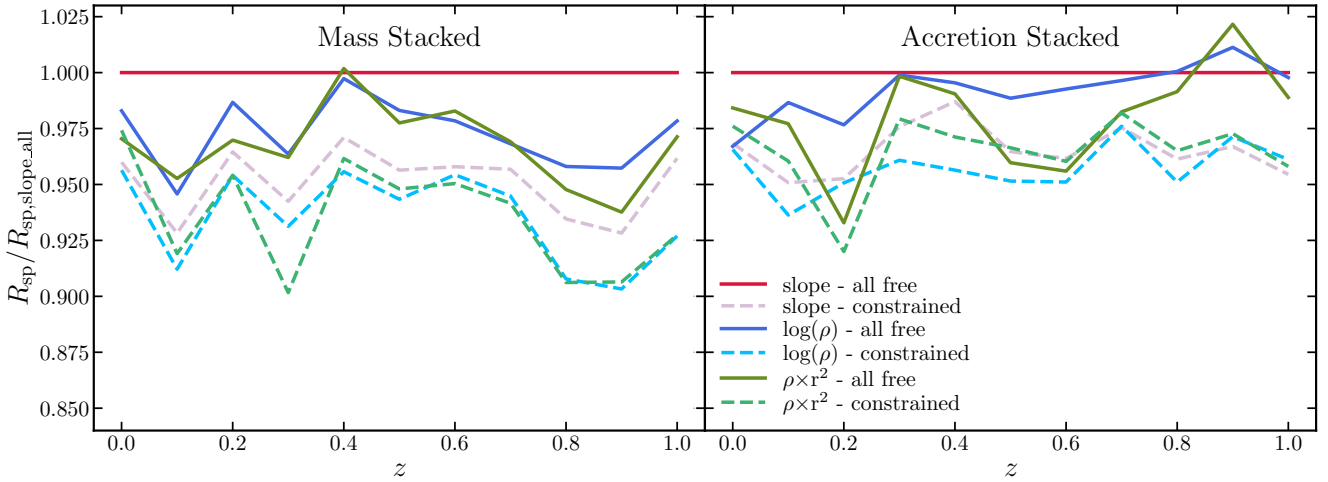 Mass Stacked
Accretion Stacked
1.025
1.000
0.975
0.950
0.925
0.900
0.875
0.850
R_sp/R_sp,slope_all
slope - all free
slope - constrained
log(ρ) - all free
log(ρ) - constrained
ρ×r² - all free
ρ×r² - constrained
0.0 0.2 0.4 0.6 0.8 1.0
0.0 0.2 0.4 0.6 0.8 1.0
z
z